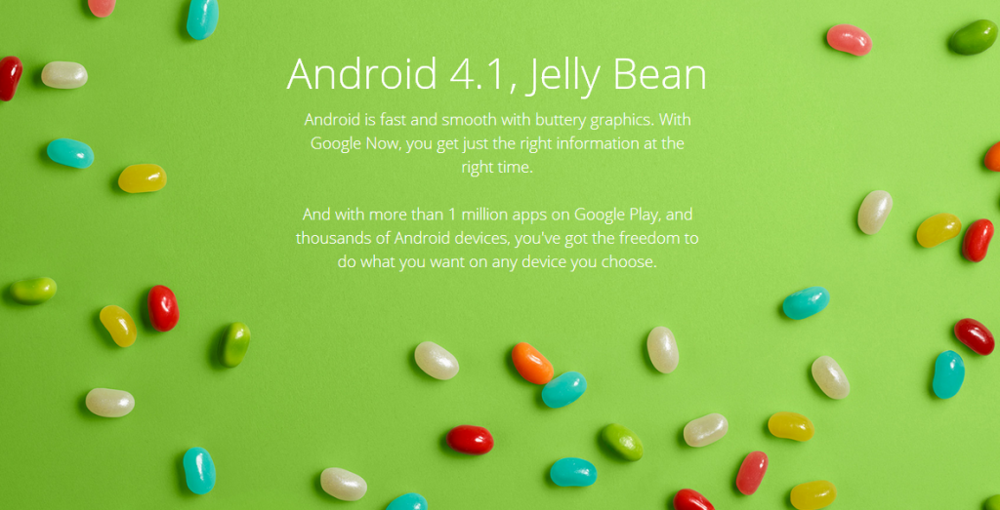 Android 4.1, Jelly Bean
Android is fast and smooth with buttery graphics. With
Google Now, you get just the right information at the
right time.
And with more than 1 million apps on Google Play, and
thousands of Android devices, you've got the freedom to
do what you want on any device you choose.